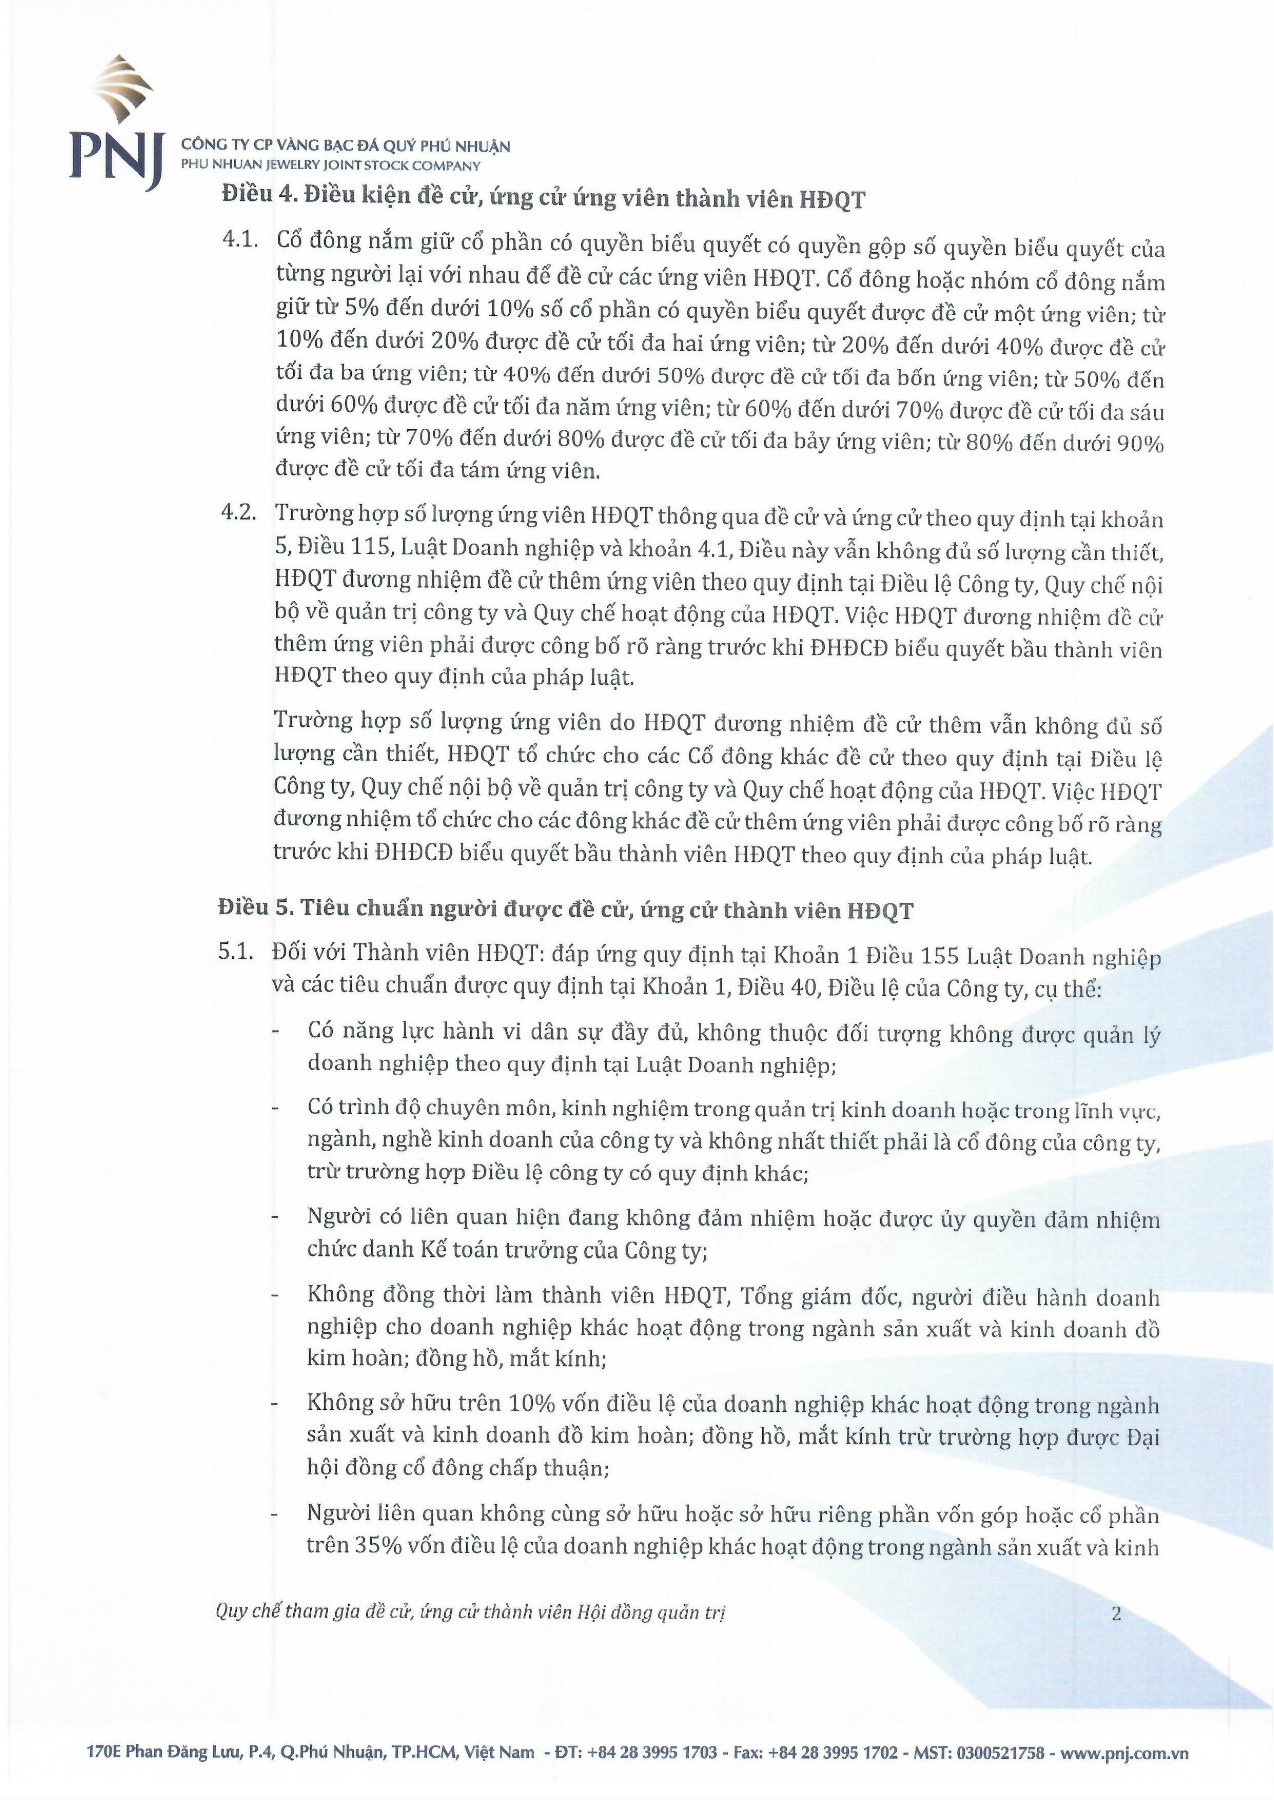 PNJ
CÔNG TY CP VÀNG BẠC ĐÁ QUÝ PHÚ NHUẬN
PHU NHUAN JEWELRY JOINT STOCK COMPANY
Điều 4. Điều kiện đề cử, ứng cử ứng viên thành viên HĐQT
4.1. Cổ đông nắm giữ cổ phần có quyền biểu quyết có quyền gộp số quyền biểu quyết của
từng người lại với nhau để đề cử các ứng viên HĐQT. Cổ đông hoặc nhóm cổ đông nắm
giữ từ 5% đến dưới 10% số cổ phần có quyền biểu quyết được đề cử một ứng viên; từ
10% đến dưới 20% được đề cử tối đa hai ứng viên; từ 20% đến dưới 40% được đề cử
tối đa ba ứng viên; từ 40% đến dưới 50% được đề cử tối đa bốn ứng viên; từ 50% đến
dưới 60% được đề cử tối đa năm ứng viên; từ 60% đến dưới 70% được đề cử tối đa sáu
ứng viên; từ 70% đến dưới 80% được đề cử tối đa bảy ứng viên; từ 80% đến dưới 90%
được đề cử tối đa tám ứng viên.
4.2. Trường hợp số lượng ứng viên HĐQT thông qua đề cử và ứng cử theo quy định tại khoản
5, Điều 115, Luật Doanh nghiệp và khoản 4.1, Điều này vẫn không đủ số lượng cần thiết,
HĐQT đương nhiệm đề cử thêm ứng viên theo quy định tại Điều lệ Công ty, Quy chế nội
bộ về quản trị công ty và Quy chế hoạt động của HĐQT. Việc HĐQT đương nhiệm đề cử
thêm ứng viên phải được công bố rõ ràng trước khi ĐHĐCĐ biểu quyết bầu thành viên
HĐQT theo quy định của pháp luật.
Trường hợp số lượng ứng viên do HĐQT đương nhiệm đề cử thêm vẫn không đủ số
lượng cần thiết, HĐQT tổ chức cho các Cổ đông khác đề cử theo quy định tại Điều lệ
Công ty, Quy chế nội bộ về quản trị công ty và Quy chế hoạt động của HĐQT. Việc HĐQT
đương nhiệm tổ chức cho các đông khác đề cử thêm ứng viên phải được công bố rõ ràng
trước khi ĐHĐCĐ biểu quyết bầu thành viên HĐQT theo quy định của pháp luật.
Điều 5. Tiêu chuẩn người được đề cử, ứng cử thành viên HĐQT
5.1. Đối với Thành viên HĐQT: đáp ứng quy định tại Khoản 1 Điều 155 Luật Doanh nghiệp
và các tiêu chuẩn được quy định tại Khoản 1, Điều 40, Điều lệ của Công ty, cụ thể:
- Có năng lực hành vi dân sự đầy đủ, không thuộc đối tượng không được quản lý
doanh nghiệp theo quy định tại Luật Doanh nghiệp;
- Có trình độ chuyên môn, kinh nghiệm trong quản trị kinh doanh hoặc trong lĩnh vực,
ngành, nghề kinh doanh của công ty và không nhất thiết phải là cổ đông của công ty,
trừ trường hợp Điều lệ công ty có quy định khác;
- Người có liên quan hiện đang không đảm nhiệm hoặc được ủy quyền đảm nhiệm
chức danh Kế toán trưởng của Công ty;
- Không đồng thời làm thành viên HĐQT, Tổng giám đốc, người điều hành doanh
nghiệp cho doanh nghiệp khác hoạt động trong ngành sản xuất và kinh doanh đồ
kim hoàn; đồng hồ, mắt kính;
- Không sở hữu trên 10% vốn điều lệ của doanh nghiệp khác hoạt động trong ngành
sản xuất và kinh doanh đồ kim hoàn; đồng hồ, mắt kính trừ trường hợp được Đại
hội đồng cổ đông chấp thuận;
- Người liên quan không cùng sở hữu hoặc sở hữu riêng phần vốn góp hoặc cổ phần
trên 35% vốn điều lệ của doanh nghiệp khác hoạt động trong ngành sản xuất và kinh
Quy chế tham gia đề cử, ứng cử thành viên Hội đồng quản trị 2
170E Phan Đăng Lưu, P.4, Q.Phú Nhuận, TP.HCM, Việt Nam - ĐT: +84 28 3995 1703 - Fax: +84 28 3995 1702 - MST: 0300521758 - www.pnj.com.vn